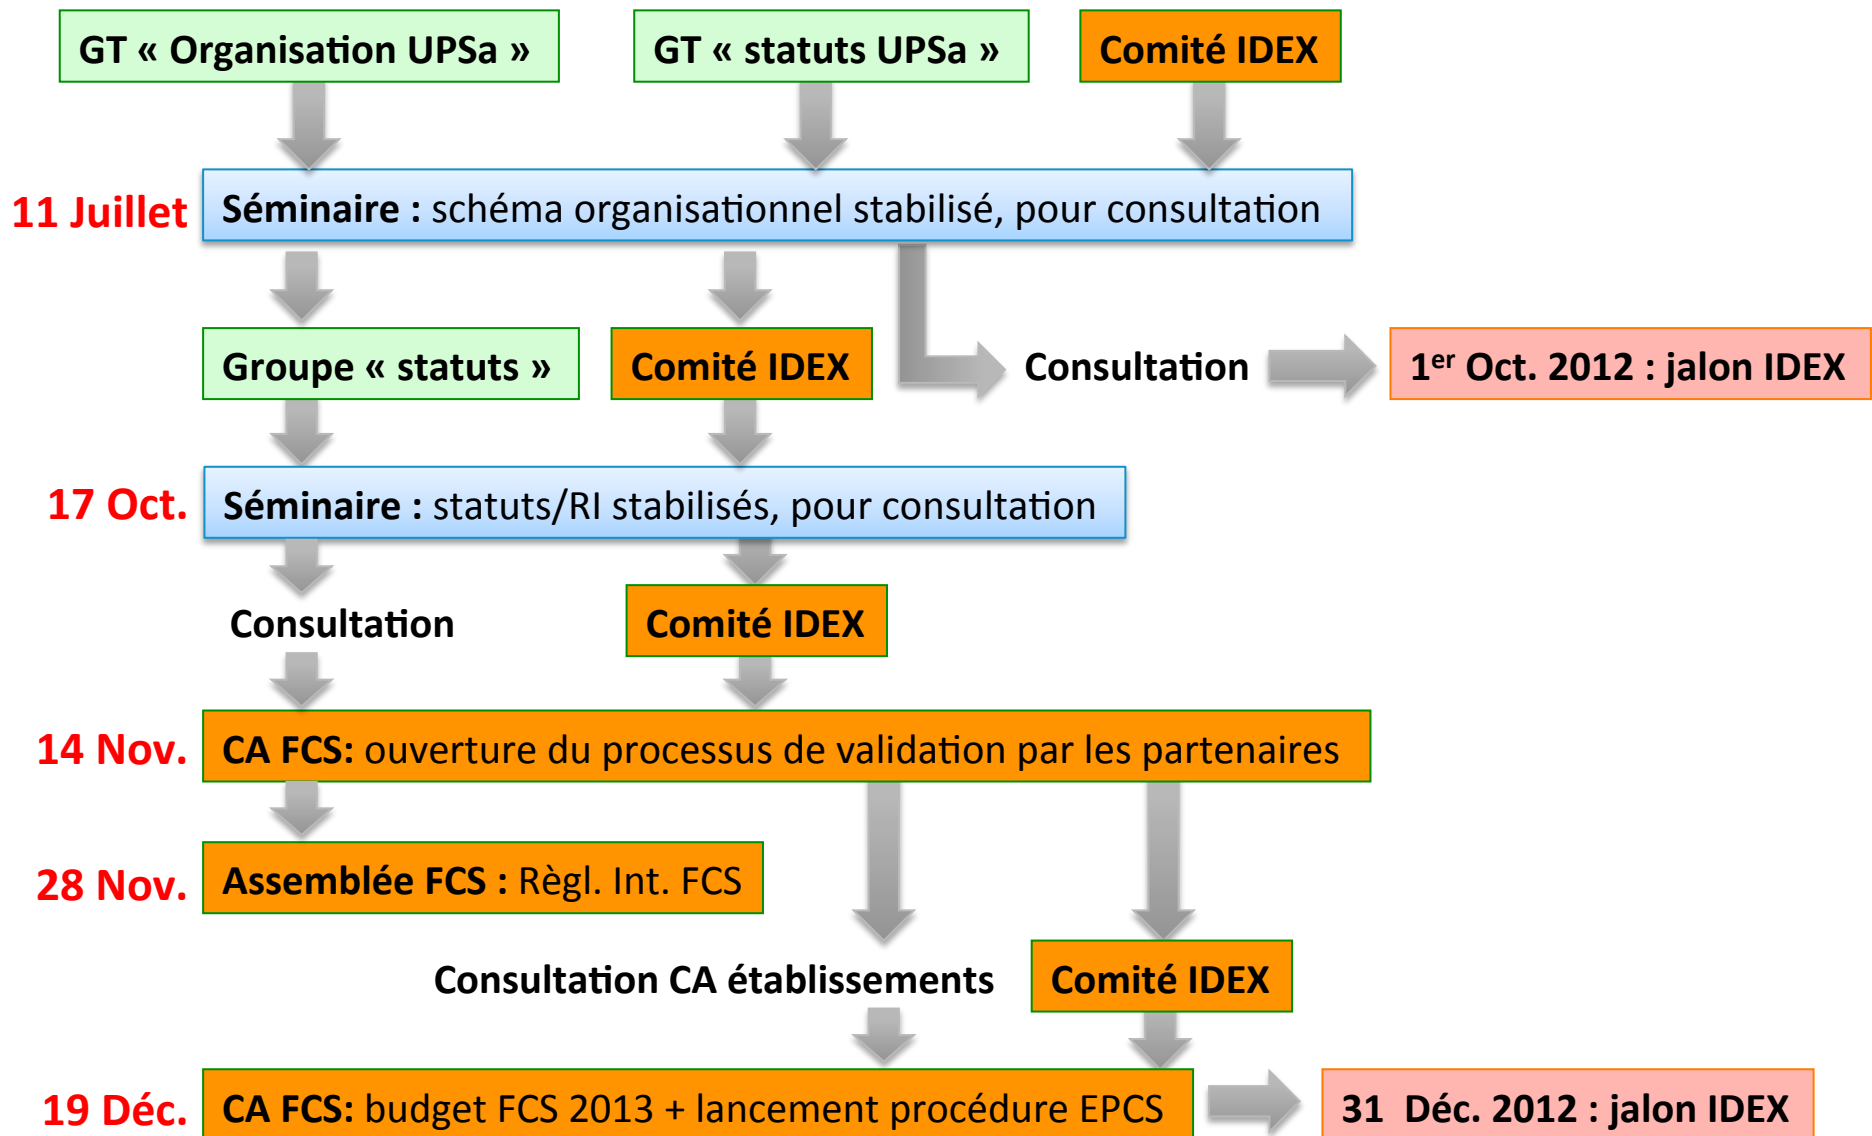 GT « Organisation UPSa »
GT « statuts UPSa »
Comité IDEX
11 Juillet
Séminaire : schéma organisationnel stabilisé, pour consultation
Groupe « statuts »
Comité IDEX
Consultation
1er Oct. 2012 : jalon IDEX
17 Oct.
Séminaire : statuts/RI stabilisés, pour consultation
Consultation
Comité IDEX
14 Nov.
CA FCS: ouverture du processus de validation par les partenaires
28 Nov.
Assemblée FCS : Règl. Int. FCS
Consultation CA établissements
Comité IDEX
19 Déc.
CA FCS: budget FCS 2013 + lancement procédure EPCS
31 Déc. 2012 : jalon IDEX